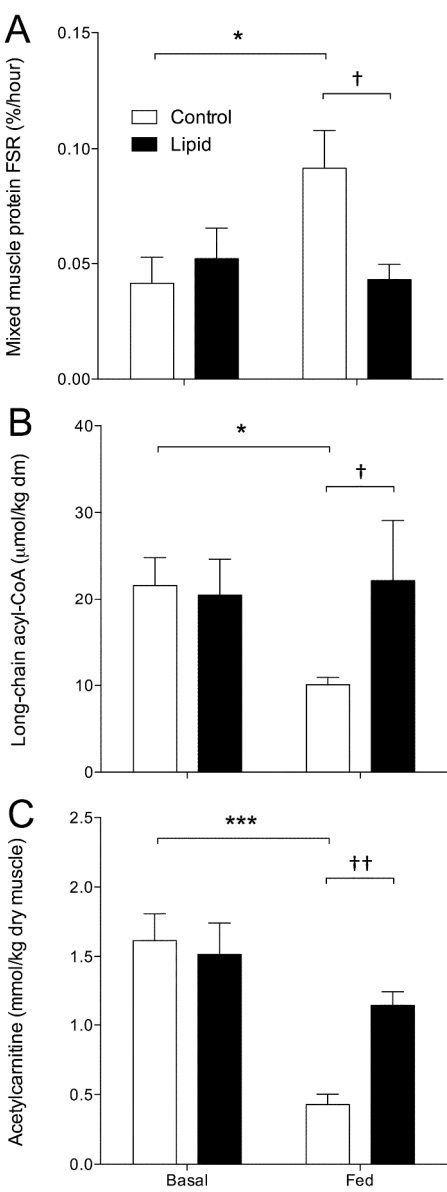 A
Mixed muscle protein FSR (%/hour)
0.15
0.10
0.05
0.00
*
†
Control
Lipid
B
Long-chain acyl-CoA (μmol/kg dm)
40
30
20
10
0
*
†
C
Acetylcarnitine (mmol/kg dry muscle)
2.5
2.0
1.5
1.0
0.5
0.0
***
††
Basal Fed